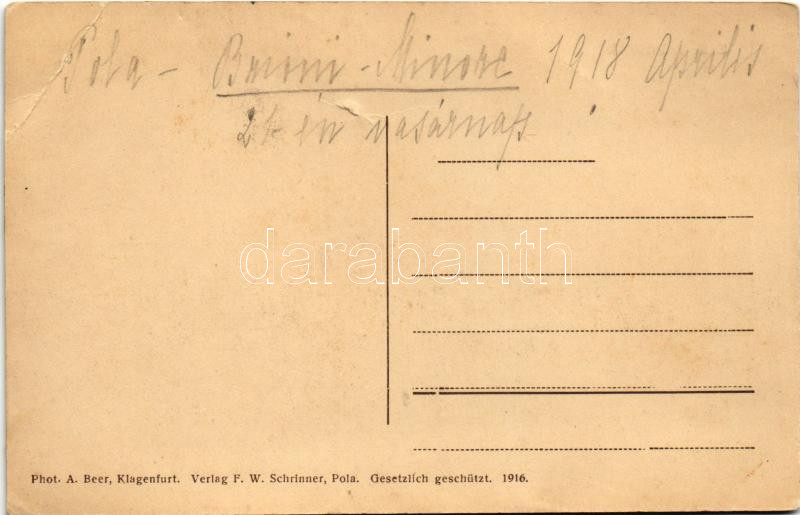 Pola - Brioni - Minore 1918 Aprilis
21-én vasárnap
darabanth
Phot. A. Beer, Klagenfurt. Verlag F. W. Schrinner, Pola. Gesetzlich geschützt. 1916.